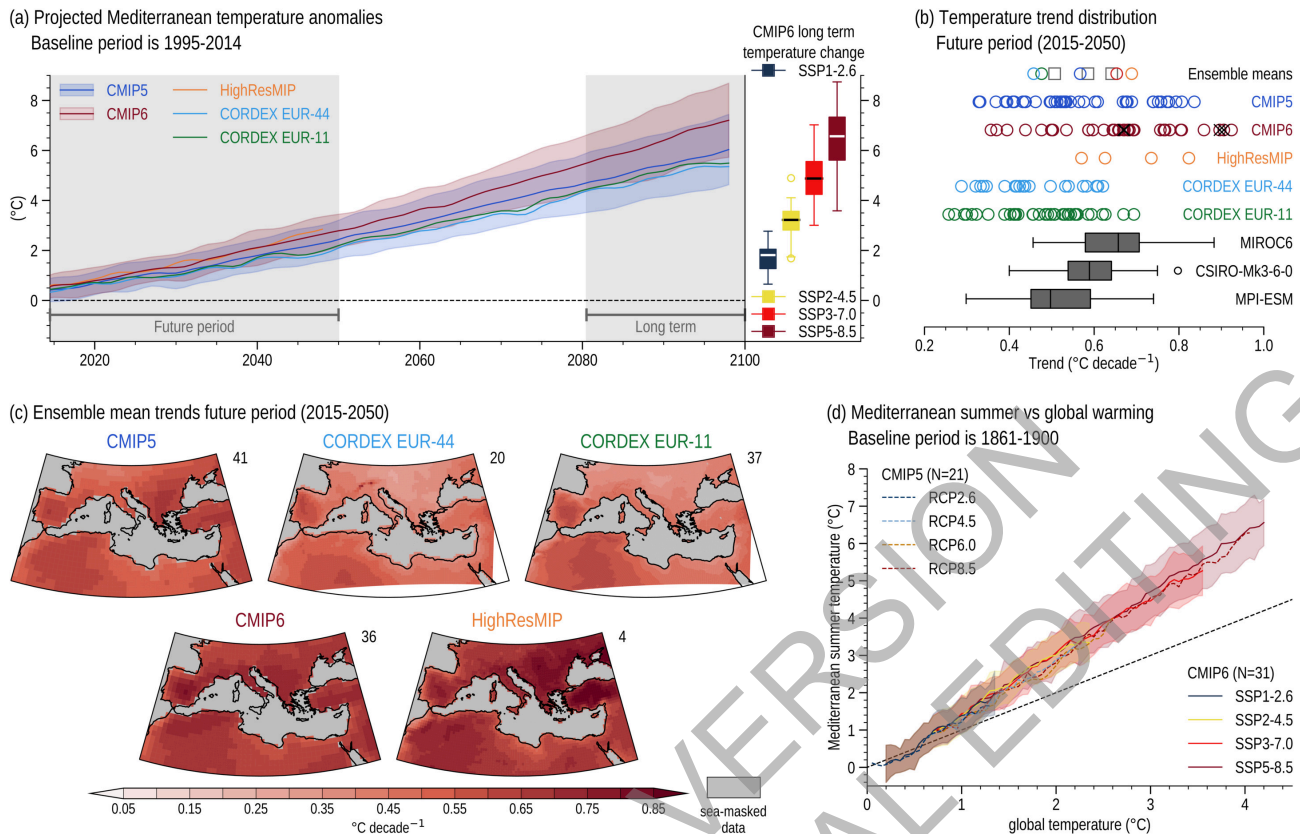 (a) Projected Mediterranean temperature anomalies
Baseline period is 1995-2014
CMIP5
CMIP6
HighResMIP
CORDEX EUR-44
CORDEX EUR-11
(°C)
8
6
4
2
0
Future period
Long term
2020
2040
2060
2080
2100
CMIP6 long term
temperature change
SSP1-2.6
SSP2-4.5
SSP3-7.0
SSP5-8.5
8
6
4
2
0
(b) Temperature trend distribution
Future period (2015-2050)
Ensemble means
CMIP5
CMIP6
HighResMIP
CORDEX EUR-44
CORDEX EUR-11
MIROC6
CSIRO-Mk3-6-0
MPI-ESM
0.2
0.4
0.6
0.8
1.0
Trend (°C decade⁻¹)
(c) Ensemble mean trends future period (2015-2050)
CMIP5
41
CORDEX EUR-44
20
CORDEX EUR-11
37
CMIP6
36
HighResMIP
4
0.05
0.15
0.25
0.35
0.45
0.55
0.65
0.75
0.85
°C decade⁻¹
sea-masked
data
(d) Mediterranean summer vs global warming
Baseline period is 1861-1900
CMIP5 (N=21)
RCP2.6
RCP4.5
RCP6.0
RCP8.5
Mediterranean summer temperature (°C)
8
7
6
5
4
3
2
1
0
CMIP6 (N=31)
SSP1-2.6
SSP2-4.5
SSP3-7.0
SSP5-8.5
0
1
2
3
4
global temperature (°C)
VERSION
EDITING